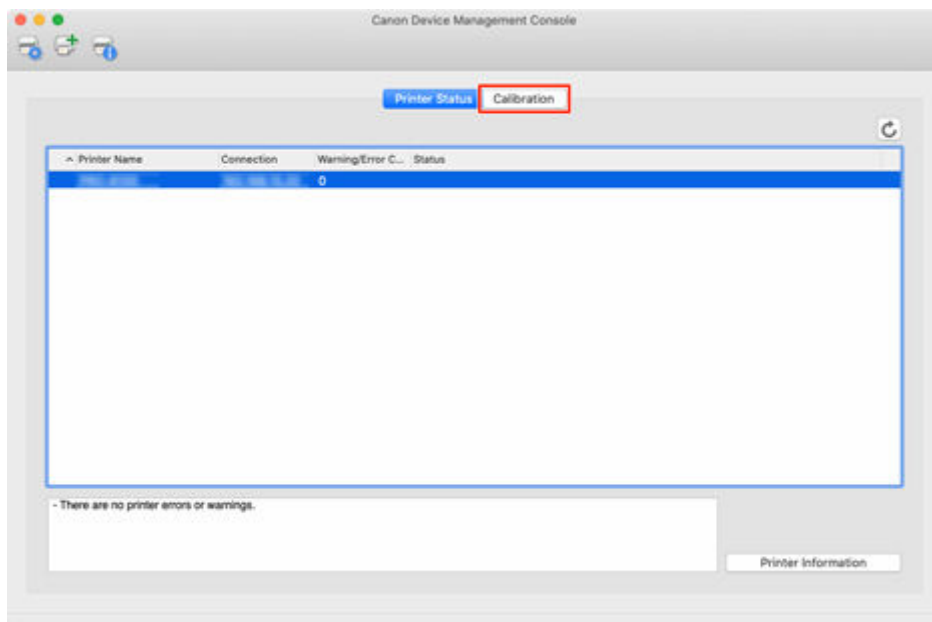 Canon Device Management Console
Printer Status Calibration
Printer Name Connection Warning/Error C... Status
0
- There are no printer errors or warnings.
Printer Information